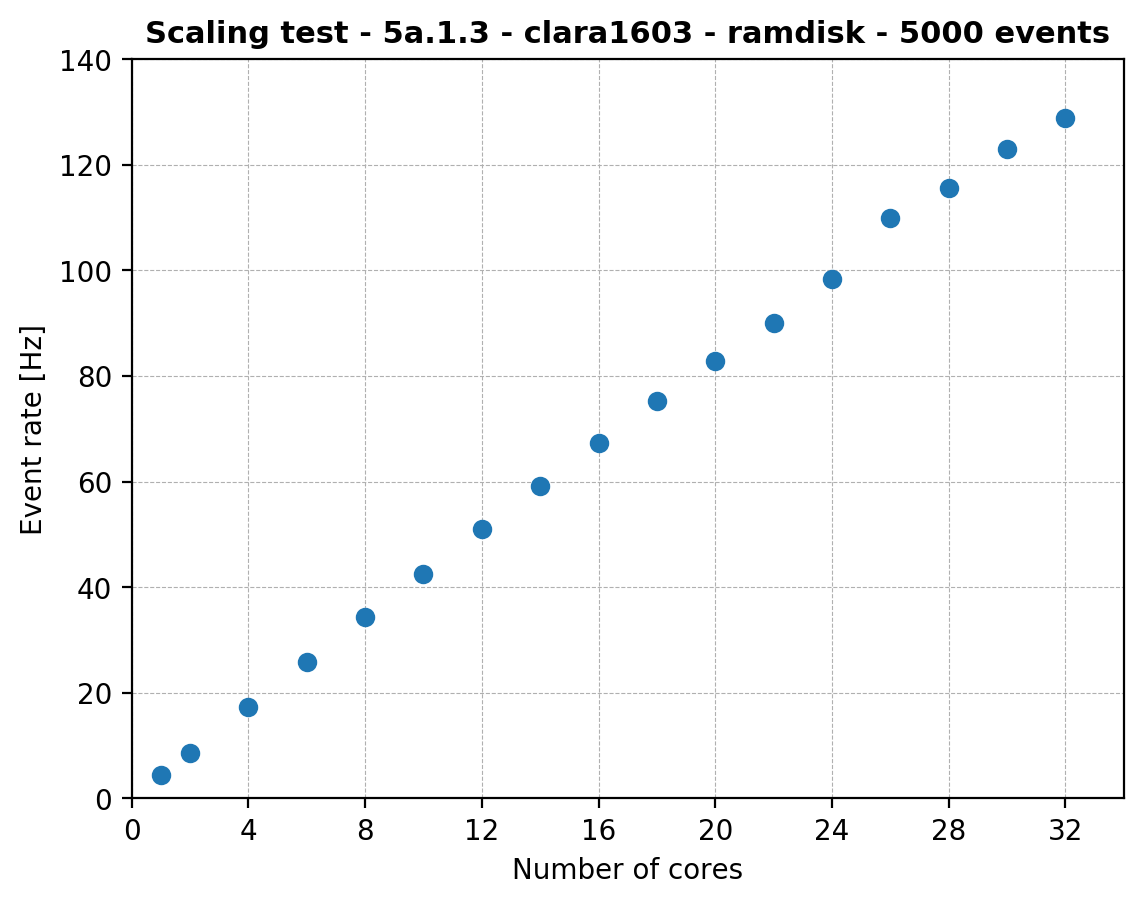 Scaling test - 5a.1.3 - clara1603 - ramdisk - 5000 events
140
120
100
80
60
40
20
0
Event rate [Hz]
0 4 8 12 16 20 24 28 32
Number of cores